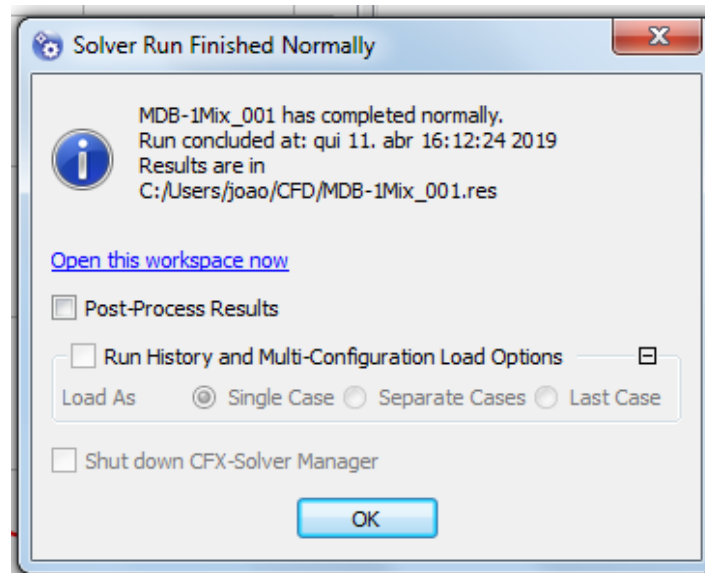 Solver Run Finished Normally
MDB-1Mix_001 has completed normally.
Run concluded at: qui 11. abr 16:12:24 2019
Results are in
C:/Users/joao/CFD/MDB-1Mix_001.res
Open this workspace now
Post-Process Results
Run History and Multi-Configuration Load Options
Load As Single Case Separate Cases Last Case
Shut down CFX-Solver Manager
OK